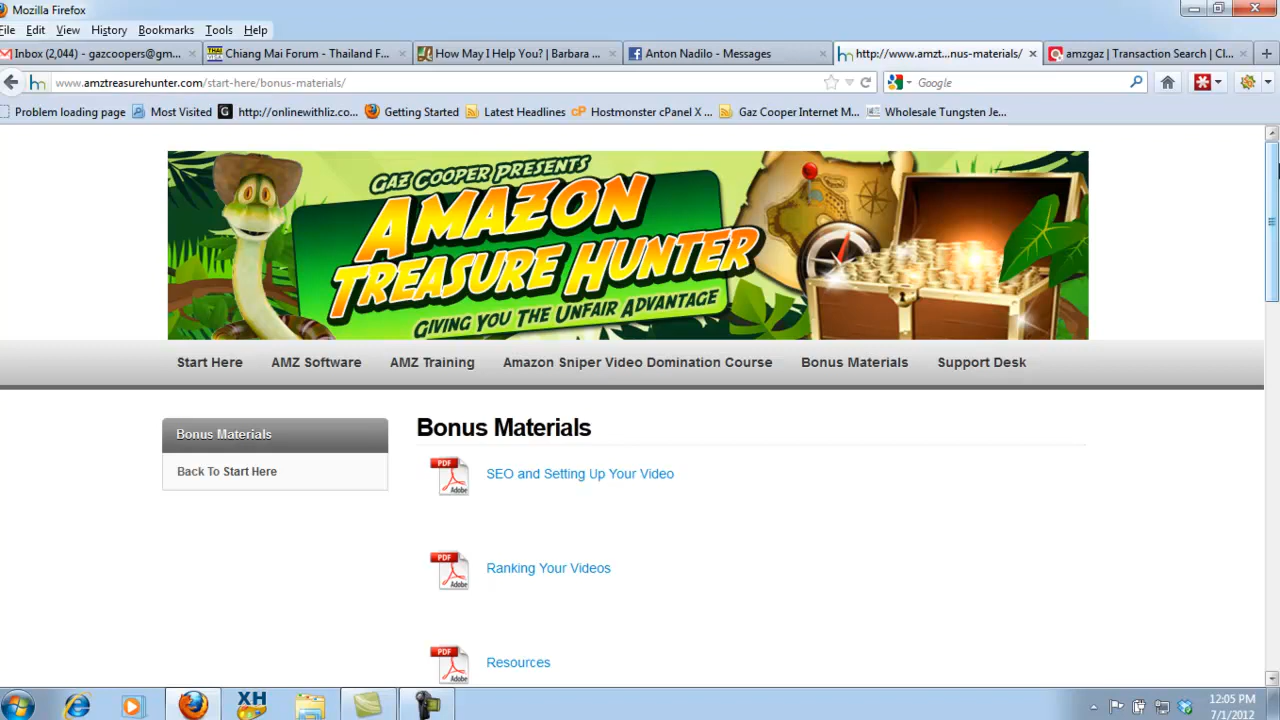 Mozilla Firefox
File Edit View History Bookmarks Tools Help
Inbox (2,044) - gazcoopers@gm... Chiang Mai Forum - Thailand F... How May I Help You? | Barbara ... Anton Nadilo - Messages http://www.amzt...nus-materials/ amzgaz | Transaction Search | Cl...
www.amztreasurehunter.com/start-here/bonus-materials/ Google
Problem loading page Most Visited http://onlinewithliz.co... Getting Started Latest Headlines Hostmonster cPanel X ... Gaz Cooper Internet M... Wholesale Tungsten Je...
GAZ COOPER PRESENTS
AMAZON
TREASURE HUNTER
GIVING YOU THE UNFAIR ADVANTAGE
Start Here AMZ Software AMZ Training Amazon Sniper Video Domination Course Bonus Materials Support Desk
Bonus Materials
Back To Start Here
Bonus Materials
PDF Adobe SEO and Setting Up Your Video
PDF Adobe Ranking Your Videos
PDF Adobe Resources
XH
12:05 PM
7/1/2012